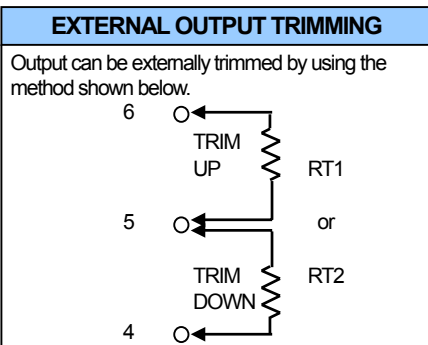 EXTERNAL OUTPUT TRIMMING
Output can be externally trimmed by using the
method shown below.
6
TRIM
UP
RT1
5
or
TRIM
DOWN
RT2
4